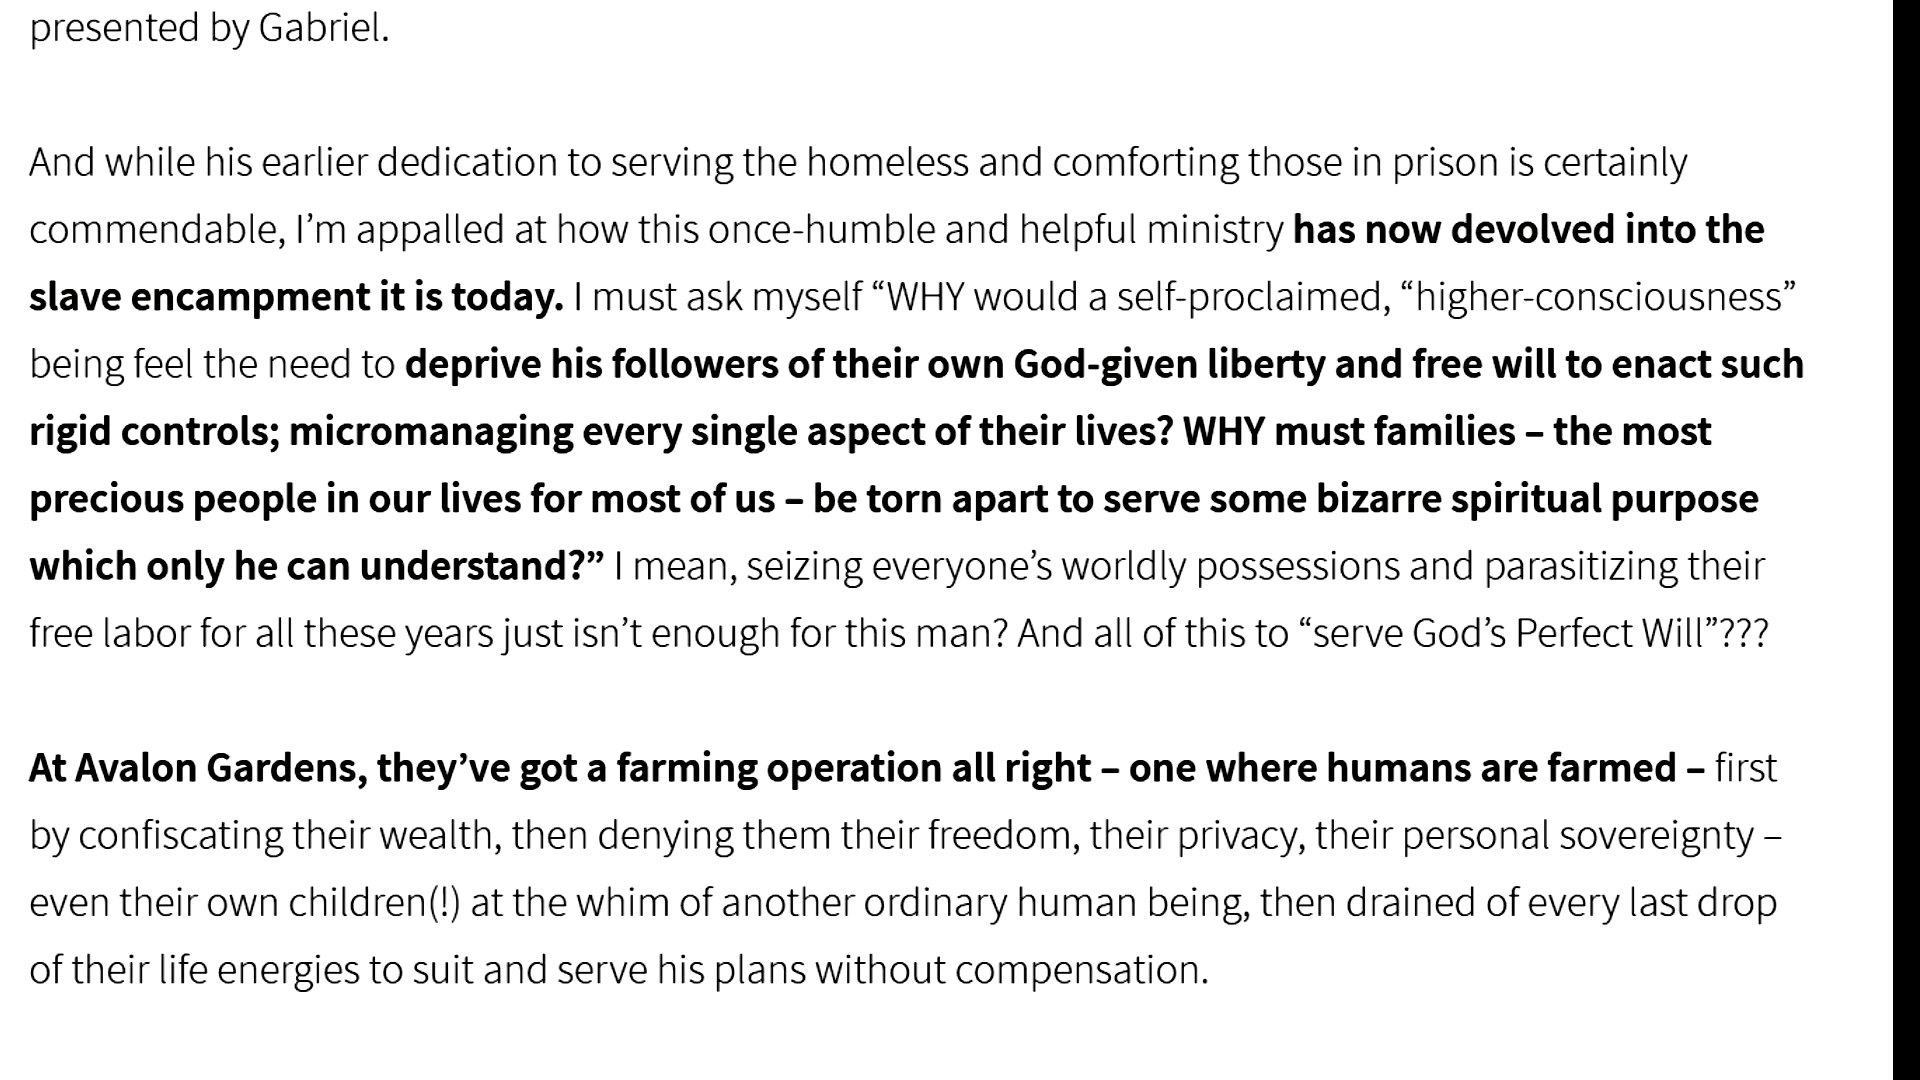 presented by Gabriel.
And while his earlier dedication to serving the homeless and comforting those in prison is certainly
commendable, I’m appalled at how this once-humble and helpful ministry has now devolved into the
slave encampment it is today. I must ask myself “WHY would a self-proclaimed, “higher-consciousness”
being feel the need to deprive his followers of their own God-given liberty and free will to enact such
rigid controls; micromanaging every single aspect of their lives? WHY must families – the most
precious people in our lives for most of us – be torn apart to serve some bizarre spiritual purpose
which only he can understand?” I mean, seizing everyone’s worldly possessions and parasitizing their
free labor for all these years just isn’t enough for this man? And all of this to “serve God’s Perfect Will”???
At Avalon Gardens, they’ve got a farming operation all right – one where humans are farmed – first
by confiscating their wealth, then denying them their freedom, their privacy, their personal sovereignty –
even their own children(!) at the whim of another ordinary human being, then drained of every last drop
of their life energies to suit and serve his plans without compensation.